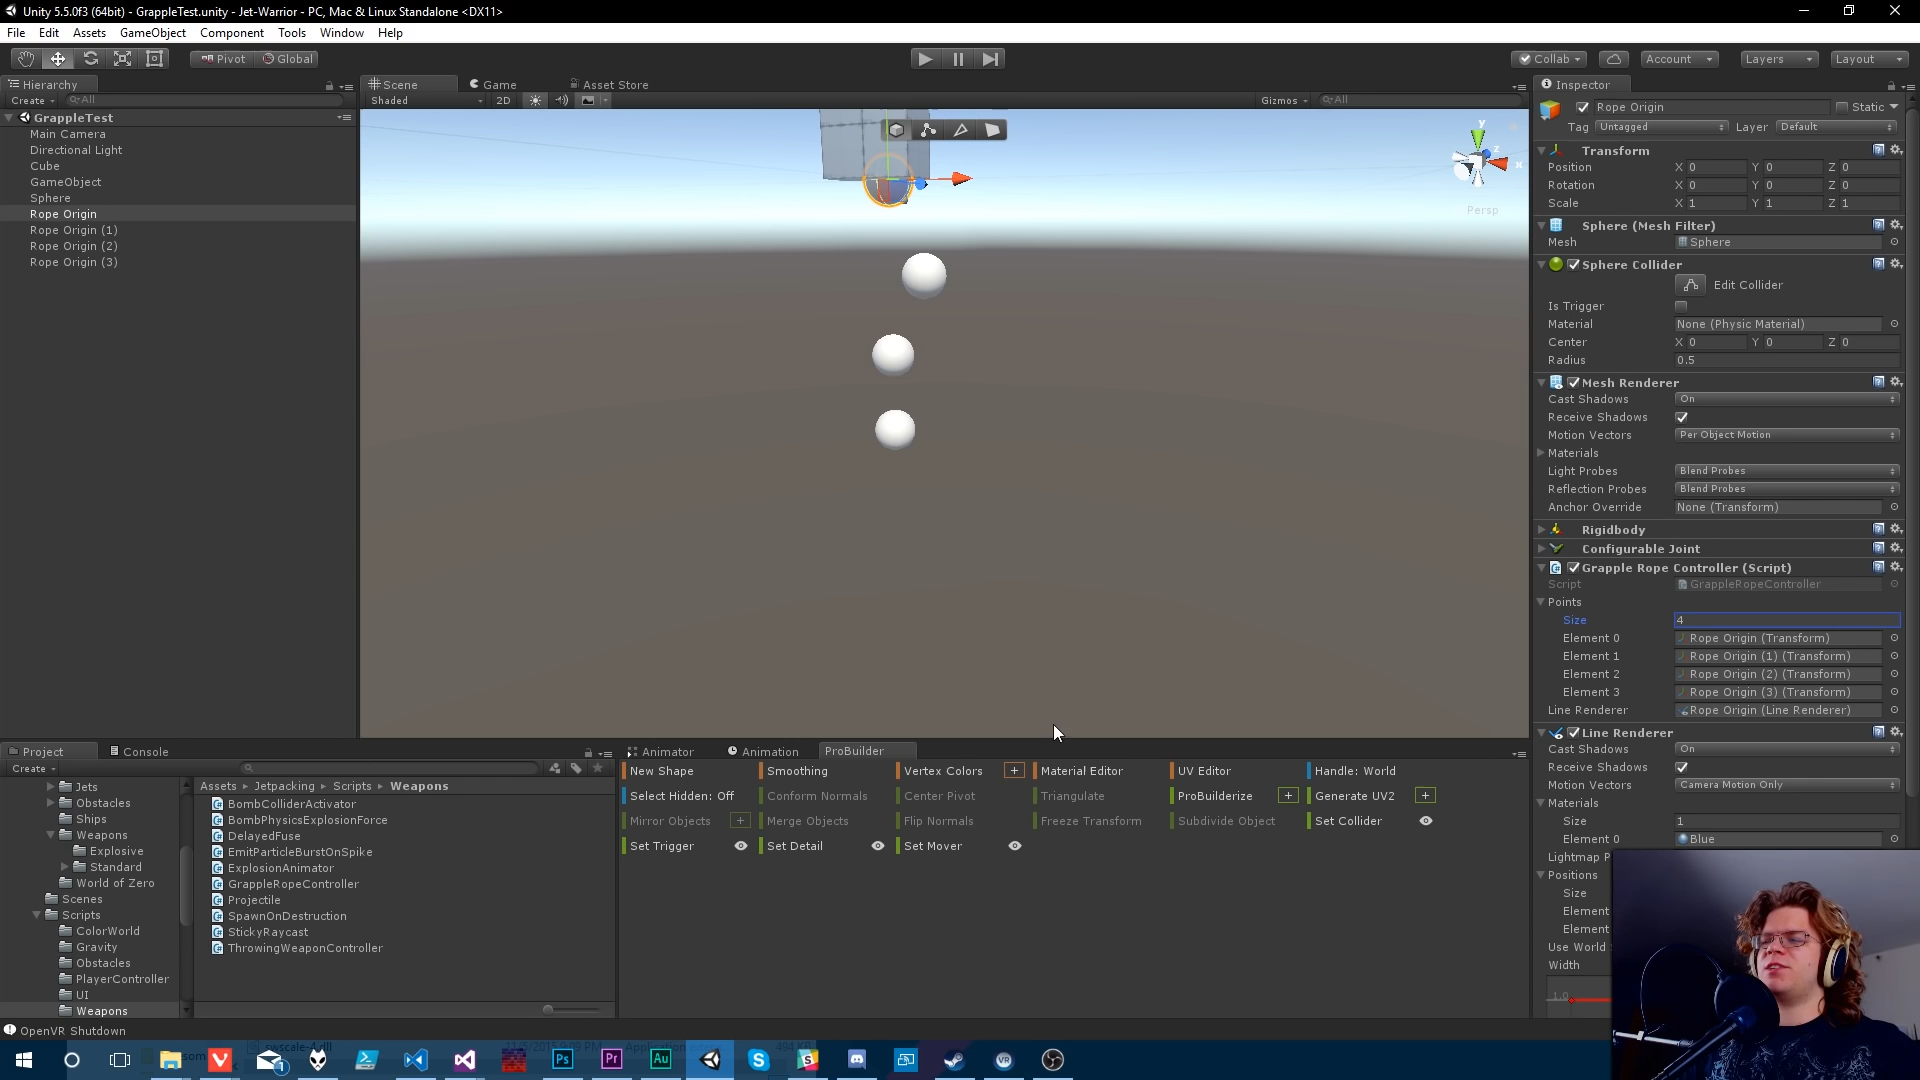 Unity 5.5.0f3 (64bit) - GrappleTest.unity - Jet-Warrior - PC, Mac & Linux Standalone <DX11>
File Edit Assets GameObject Component Tools Window Help
Pivot Global Collab Account Layers Layout
Hierarchy
Create All
GrappleTest
Main Camera
Directional Light
Cube
GameObject
Sphere
Rope Origin
Rope Origin (1)
Rope Origin (2)
Rope Origin (3)
Scene Game Asset Store
Shaded 2D Gizmos All
y
z
x
Persp
Inspector
Rope Origin Static
Tag Untagged Layer Default
Transform
Position X 0 Y 0 Z 0
Rotation X 0 Y 0 Z 0
Scale X 1 Y 1 Z 1
Sphere (Mesh Filter)
Mesh Sphere
Sphere Collider
Edit Collider
Is Trigger
Material None (Physic Material)
Center X 0 Y 0 Z 0
Radius 0.5
Mesh Renderer
Cast Shadows On
Receive Shadows
Motion Vectors Per Object Motion
Materials
Light Probes Blend Probes
Reflection Probes Blend Probes
Anchor Override None (Transform)
Rigidbody
Configurable Joint
Grapple Rope Controller (Script)
Script GrappleRopeController
Points
Size 4
Element 0 Rope Origin (Transform)
Element 1 Rope Origin (1) (Transform)
Element 2 Rope Origin (2) (Transform)
Element 3 Rope Origin (3) (Transform)
Line Renderer Rope Origin (Line Renderer)
Line Renderer
Cast Shadows On
Receive Shadows
Motion Vectors Camera Motion Only
Materials
Size 1
Element 0 Blue
Lightmap P
Positions
Size
Element
Element
Use World
Width
1.0
Project Console
Create
Jets
Obstacles
Ships
Weapons
Explosive
Standard
World of Zero
Scenes
Scripts
ColorWorld
Gravity
Obstacles
PlayerController
UI
Weapons
Assets Jetpacking Scripts Weapons
BombColliderActivator
BombPhysicsExplosionForce
DelayedFuse
EmitParticleBurstOnSpike
ExplosionAnimator
GrappleRopeController
Projectile
SpawnOnDestruction
StickyRaycast
ThrowingWeaponController
Animator Animation ProBuilder
New Shape Smoothing Vertex Colors + Material Editor UV Editor Handle: World
Select Hidden: Off Conform Normals Center Pivot Triangulate ProBuilderize + Generate UV2 +
Mirror Objects + Merge Objects Flip Normals Freeze Transform Subdivide Object Set Collider
Set Trigger Set Detail Set Mover
OpenVR Shutdown
Ps Pr Au